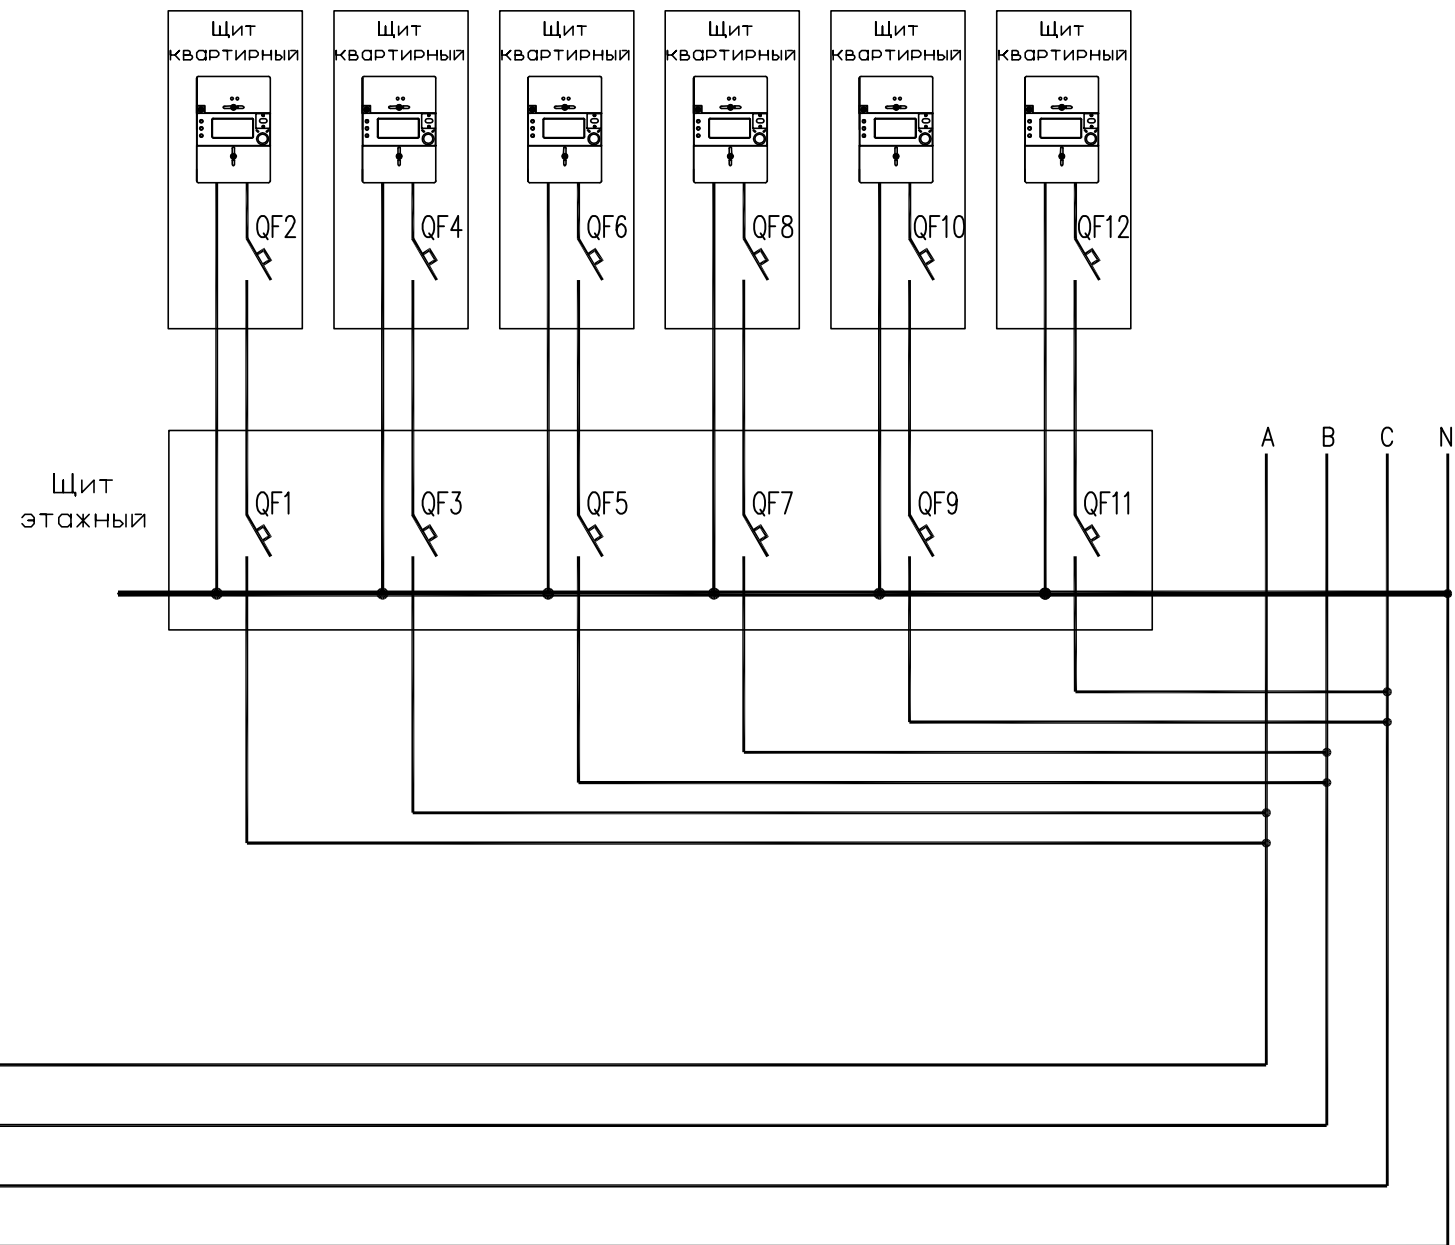 Щит
квартирный
Щит
квартирный
Щит
квартирный
Щит
квартирный
Щит
квартирный
Щит
квартирный
QF2
QF4
QF6
QF8
QF10
QF12
A
B
C
N
Щит
этажный
QF1
QF3
QF5
QF7
QF9
QF11